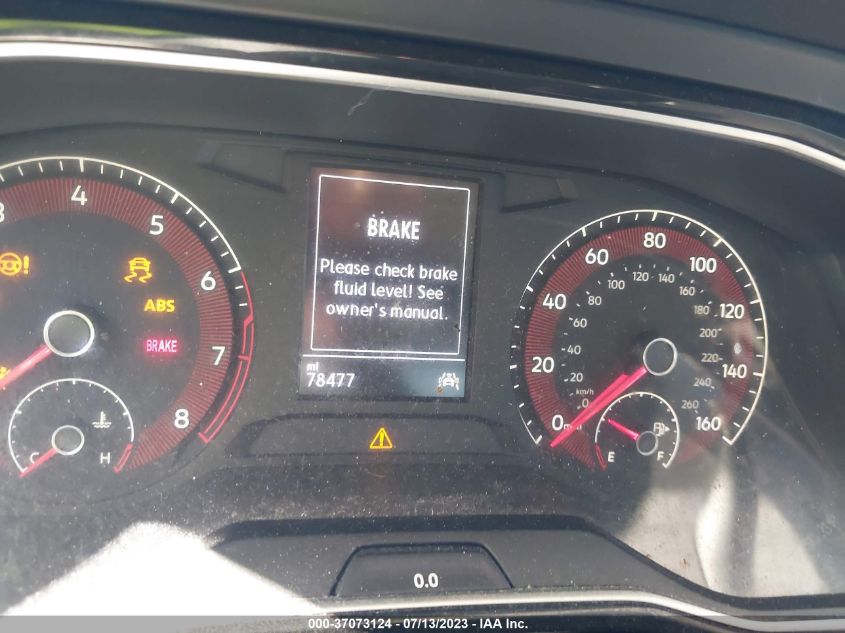 3
4
5
6
7
8
ABS
BRAKE
C
H
BRAKE
Please check brake
fluid level! See
owner's manual.
mi
78477
0
20
40
60
80
100
120
140
160
0
20
40
60
80
100
120
140
160
180
200
220
240
260
km/h
E
F
0.0
000-37073124 - 07/13/2023 - IAA Inc.